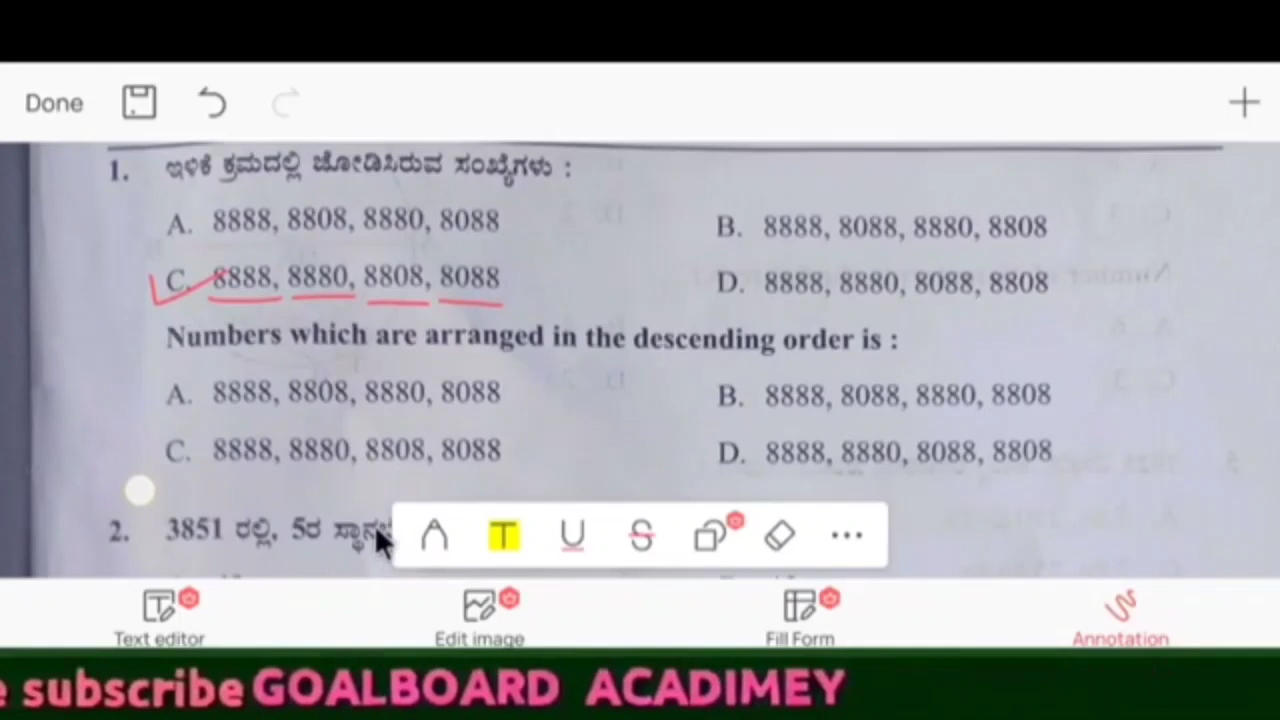 Done
1. ಇಳಿಕೆ ಕ್ರಮದಲ್ಲಿ ಜೋಡಿಸಿರುವ ಸಂಖ್ಯೆಗಳು :
A. 8888, 8808, 8880, 8088 B. 8888, 8088, 8880, 8808
C. 8888, 8880, 8808, 8088 D. 8888, 8880, 8088, 8808
Numbers which are arranged in the descending order is :
A. 8888, 8808, 8880, 8088 B. 8888, 8088, 8880, 8808
C. 8888, 8880, 8808, 8088 D. 8888, 8880, 8088, 8808
2. 3851 ರಲ್ಲಿ, 5ರ
Text editor Edit image Fill Form Annotation
subscribe GOALBOARD ACADIMEY